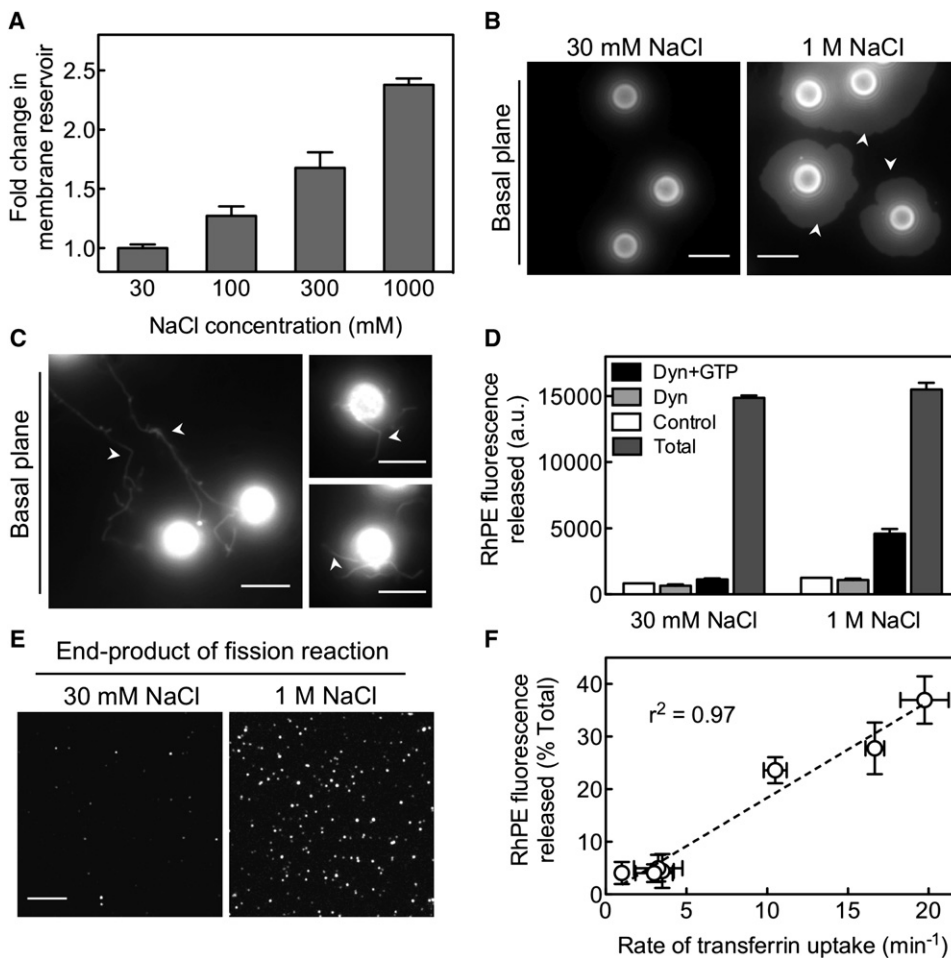 A
Fold change in
membrane reservoir
2.5
2.0
1.5
1.0
30 100 300 1000
NaCl concentration (mM)
B
30 mM NaCl 1 M NaCl
Basal plane
C
Basal plane
D
RhPE fluorescence
released (a.u.)
15000
10000
5000
0
Dyn+GTP
Dyn
Control
Total
30 mM NaCl 1 M NaCl
E
End-product of fission reaction
30 mM NaCl 1 M NaCl
F
RhPE fluorescence
released (% Total)
40
30
20
10
0
r² = 0.97
0 5 10 15 20
Rate of transferrin uptake (min⁻¹)